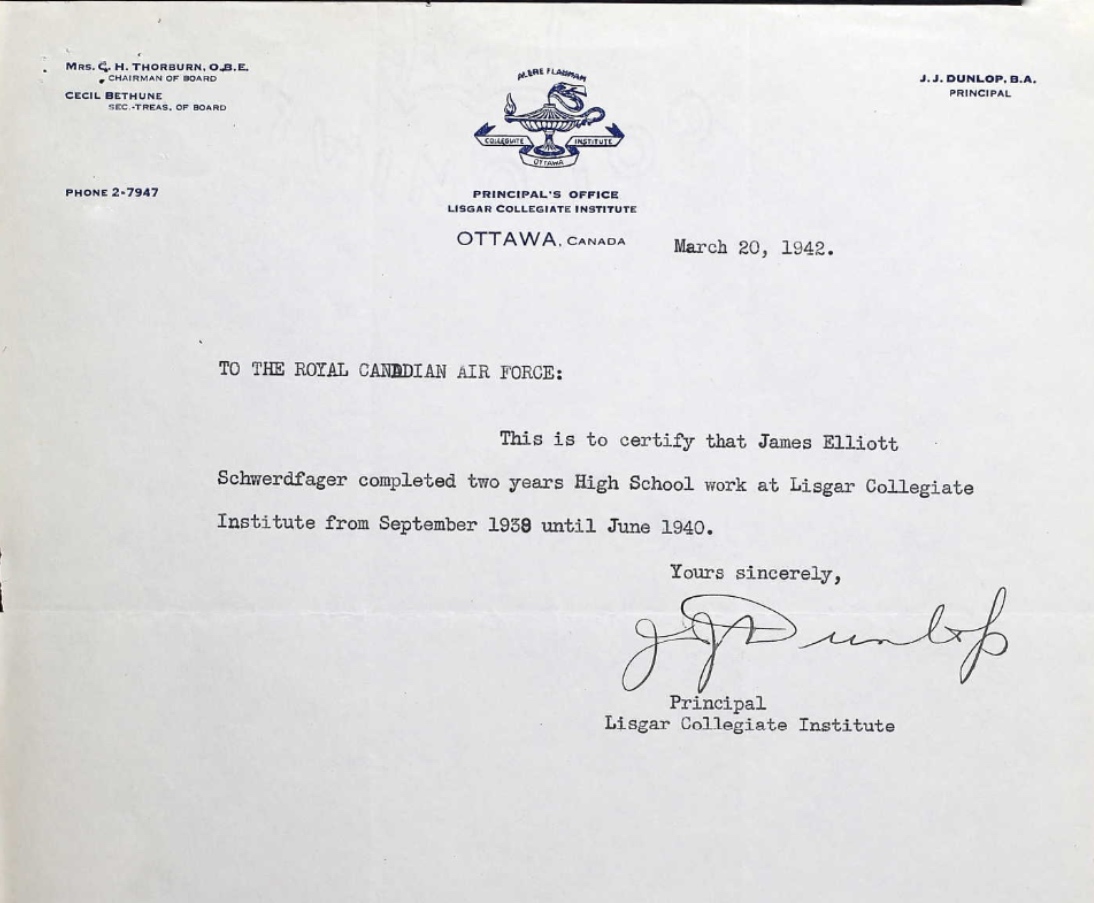 MRS. C. H. THORBURN, O.B.E.
CHAIRMAN OF BOARD
CECIL BETHUNE
SEC.-TREAS. OF BOARD
PHONE 2-7947
ALERE FLAMMAM
COLLEGIATE INSTITUTE
OTTAWA
PRINCIPAL'S OFFICE
LISGAR COLLEGIATE INSTITUTE
OTTAWA, CANADA
J. J. DUNLOP, B.A.
PRINCIPAL
March 20, 1942.
TO THE ROYAL CANADIAN AIR FORCE:
This is to certify that James Elliott
Schwerdfager completed two years High School work at Lisgar Collegiate
Institute from September 1938 until June 1940.
Yours sincerely,
J J Dunlop
Principal
Lisgar Collegiate Institute